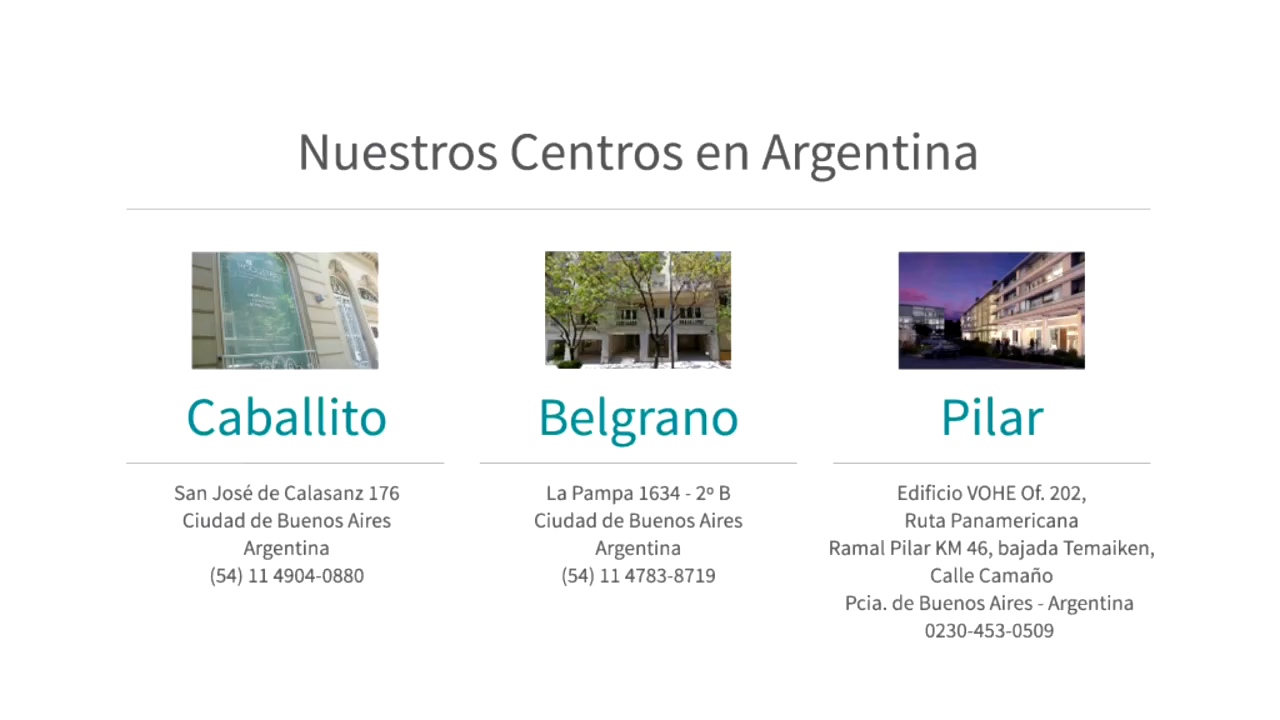 Nuestros Centros en Argentina
Caballito
San José de Calasanz 176
Ciudad de Buenos Aires
Argentina
(54) 11 4904-0880
Belgrano
La Pampa 1634 - 2º B
Ciudad de Buenos Aires
Argentina
(54) 11 4783-8719
Pilar
Edificio VOHE Of. 202,
Ruta Panamericana
Ramal Pilar KM 46, bajada Temaiken,
Calle Camaño
Pcia. de Buenos Aires - Argentina
0230-453-0509